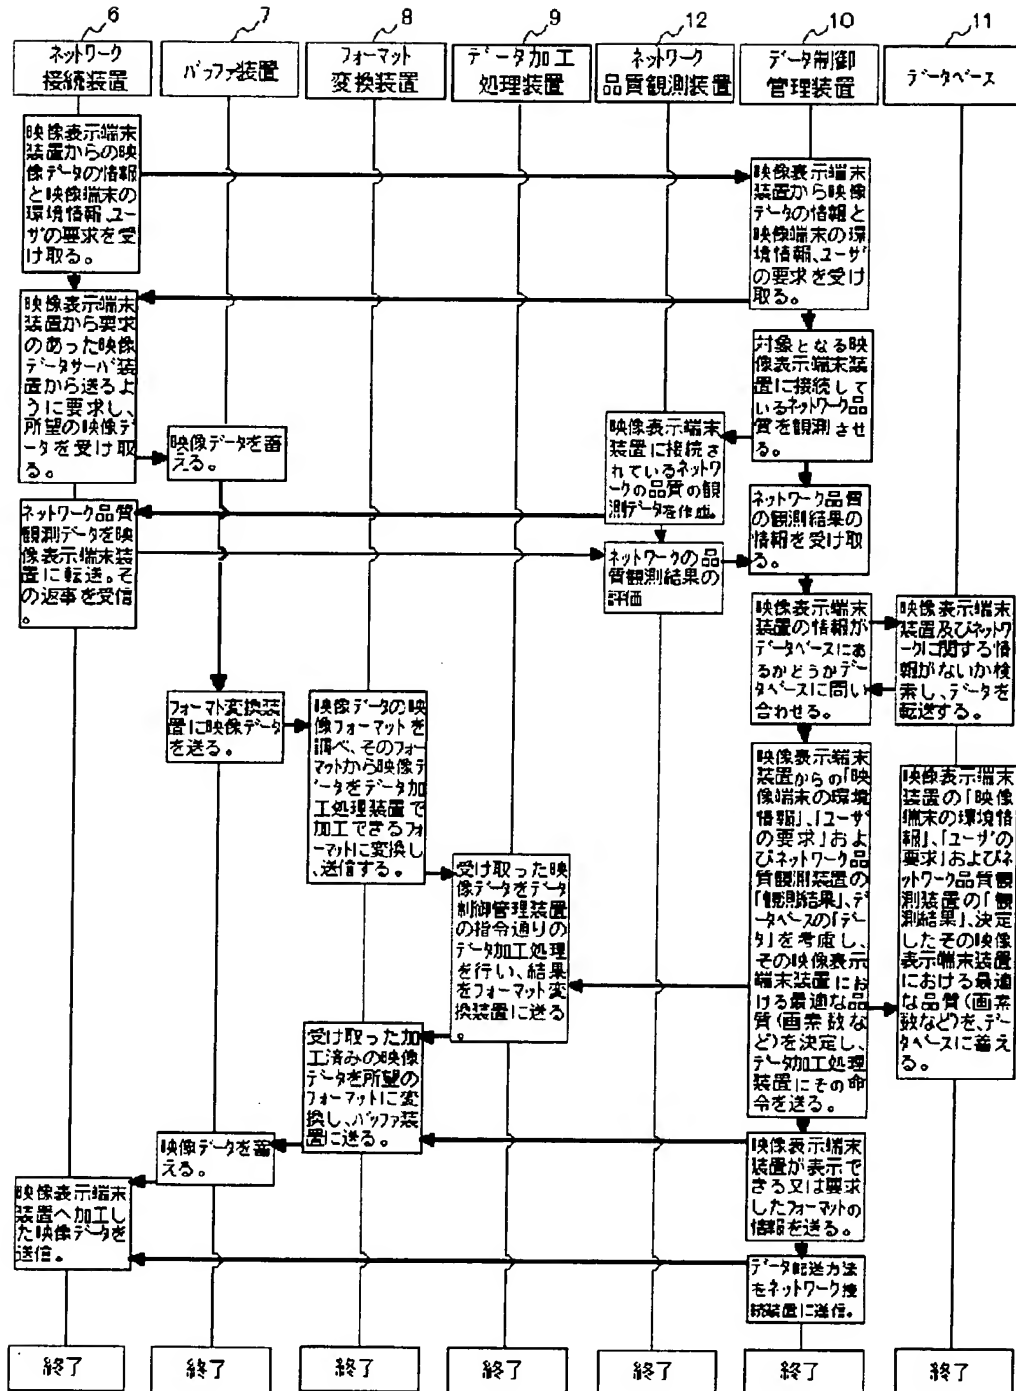 6
7
8
9
12
10
11
ネットワーク
接続装置
バッファ装置
フォーマット
変換装置
データ加工
処理装置
ネットワーク
品質観測装置
データ制御
管理装置
データベース
映像表示端末
装置からの映
像データの情報
と映像端末の
環境情報、ユー
ザの要求を受
け取る。
映像表示端末
装置から映像
データの情報と
映像端末の環
境情報、ユーザ
の要求を受け
取る。
映像表示端末
装置から要求
のあった映像
データサーバ装
置から送るよ
うに要求し、
所望の映像デ
ータを受け取
る。
対象となる映
像表示端末装
置に接続して
いるネットワーク品
質を観測させ
る。
映像データを蓄
える。
映像表示端末
装置に接続さ
れているネットワ
ークの品質の観
測データを作成。
ネットワーク品質
の観測結果の
情報を受け取
る。
ネットワーク品質
観測データを映
像表示端末装
置に転送。そ
の返事を受信
。
ネットワークの品
質観測結果の
評価
映像表示端末
装置の情報が
データベースにあ
るかどうかデー
タベースに問い
合わせる。
映像表示端末
装置及びネットワ
ークに関する情
報がないか検
索し、データを
転送する。
フォーマット変換装
置に映像データ
を送る。
映像データの映
像フォーマットを
調べ、そのフォー
マットから映像デ
ータをデータ加
工処理装置で
加工できるフォ
ーマットに変換し
、送信する。
映像表示端末
装置からの「映
像端末の環境
情報」、「ユーザ
の要求」およ
びネットワーク品
質観測装置の
「観測結果」、デ
ータベースの「デー
タ」を考慮し、
その映像表示
端末装置にお
ける最適な品
質(画素数な
ど)を決定し、
データ加工処理
装置にその命
令を送る。
映像表示端末
装置の「映像
端末の環境情
報」、「ユーザの
要求」およびネ
ットワーク品質観
測装置の「観
測結果」、決定
したその映像
表示端末装置
における最適
な品質(画素
数など)を、デー
タベースに蓄え
る。
受け取った映
像データをデータ
制御管理装置
の指令通りの
データ加工処理
を行い、結果
をフォーマット変
換装置に送る
。
受け取った加
工済みの映像
データを所望の
フォーマットに変
換し、バッファ装
置に送る。
映像データを蓄
える。
映像表示端末
装置が表示で
きる又は要求
したフォーマットの
情報を送る。
映像表示端末
装置へ加工し
た映像データを
送信。
データ転送方法
をネットワーク接
続装置に送信。
終了
終了
終了
終了
終了
終了
終了